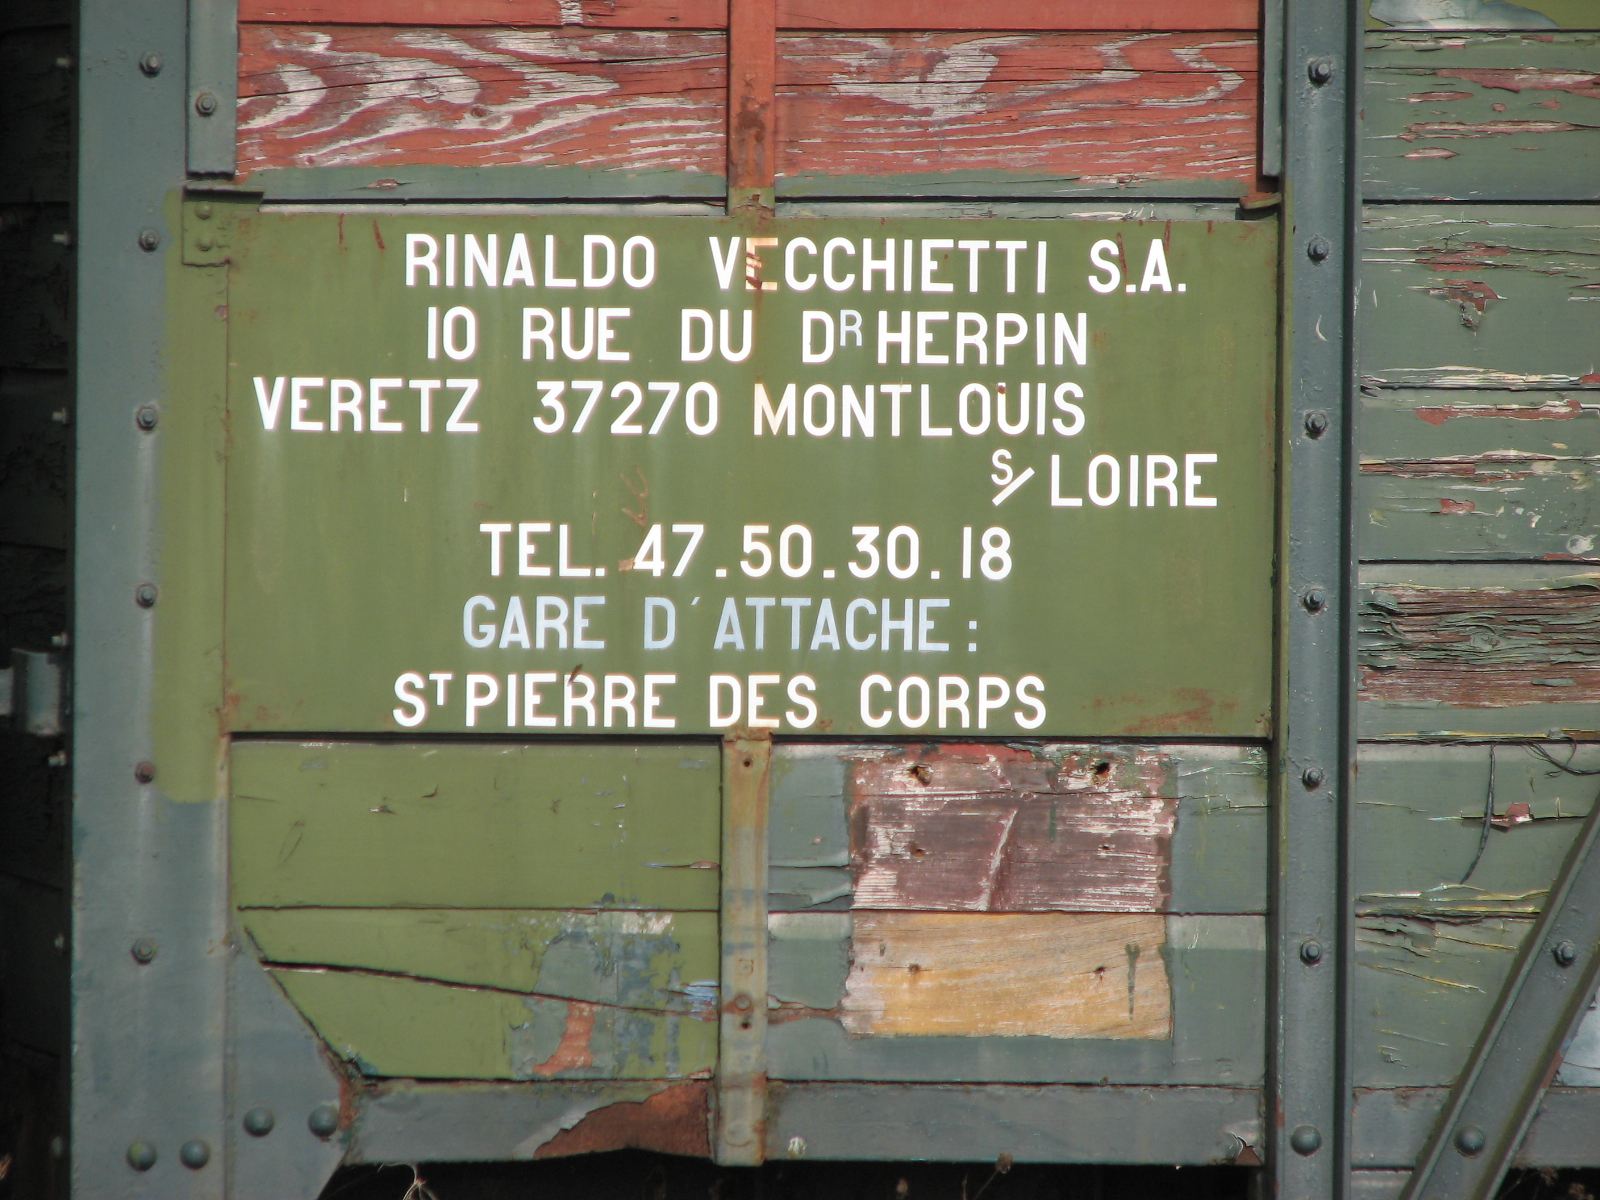 RINALDO VECCHIETTI S.A.
10 RUE DU DR HERPIN
VERETZ 37270 MONTLOUIS
S/ LOIRE
TEL. 47.50.30.18
GARE D'ATTACHE:
ST PIERRE DES CORPS